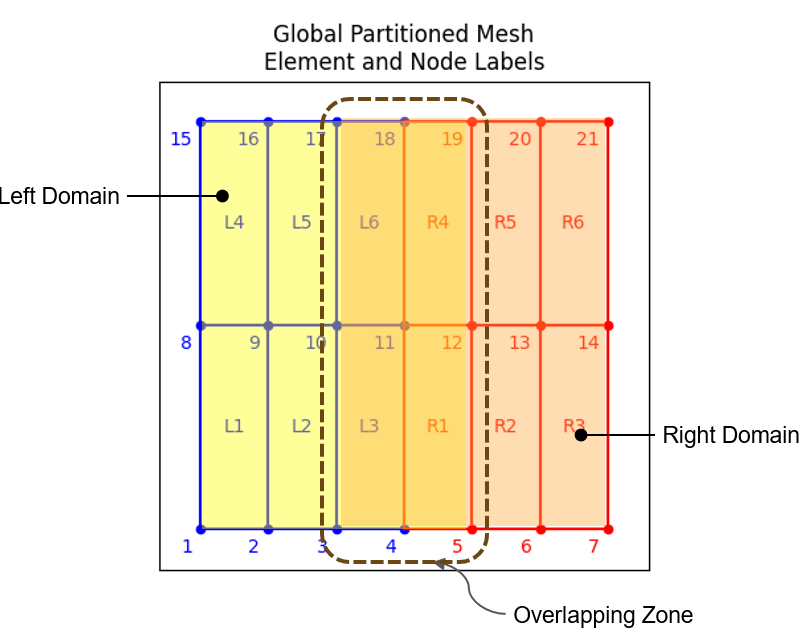 Global Partitioned Mesh
Element and Node Labels
15 16 17 18 19 20 21
Left Domain
L4 L5 L6 R4 R5 R6
8 9 10 11 12 13 14
L1 L2 L3 R1 R2 R3
Right Domain
1 2 3 4 5 6 7
Overlapping Zone